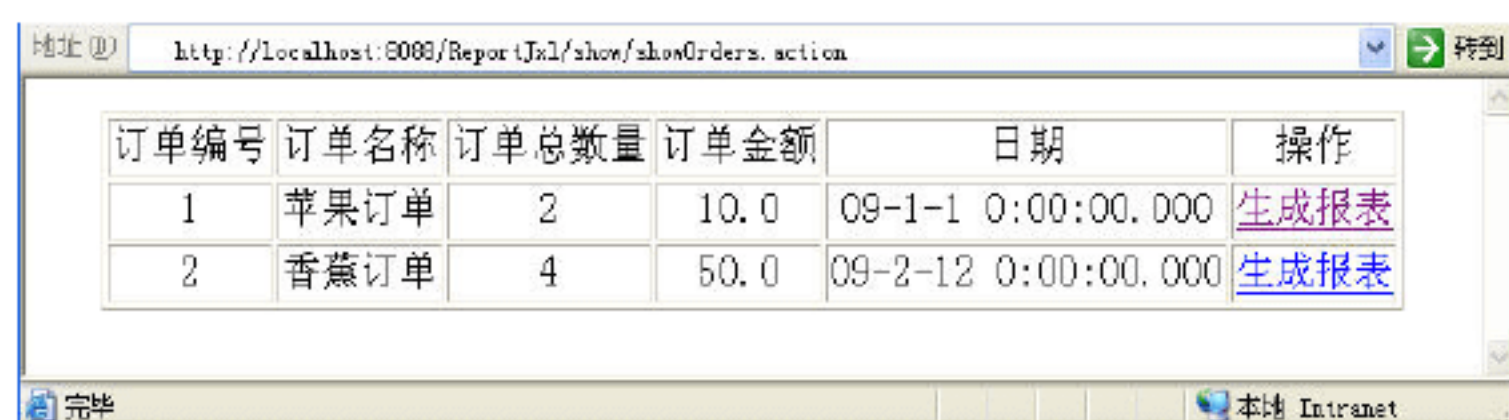 地址(D) http://localhost:8088/ReportJxl/show/showOrders.action 转到
订单编号 订单名称 订单总数量 订单金额 日期 操作
1 苹果订单 2 10.0 09-1-1 0:00:00.000 生成报表
2 香蕉订单 4 50.0 09-2-12 0:00:00.000 生成报表
完毕 本地 Intranet